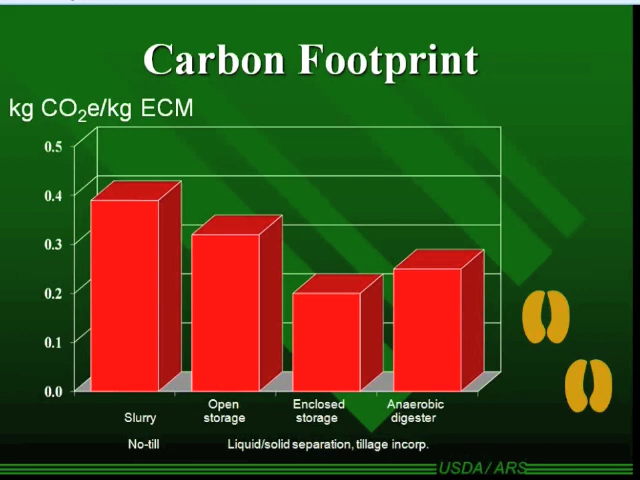 Carbon Footprint
kg CO₂e/kg ECM
0.5
0.4
0.3
0.2
0.1
0.0
Slurry
Open storage
Enclosed storage
Anaerobic digester
No-till
Liquid/solid separation, tillage incorp.
USDA / ARS